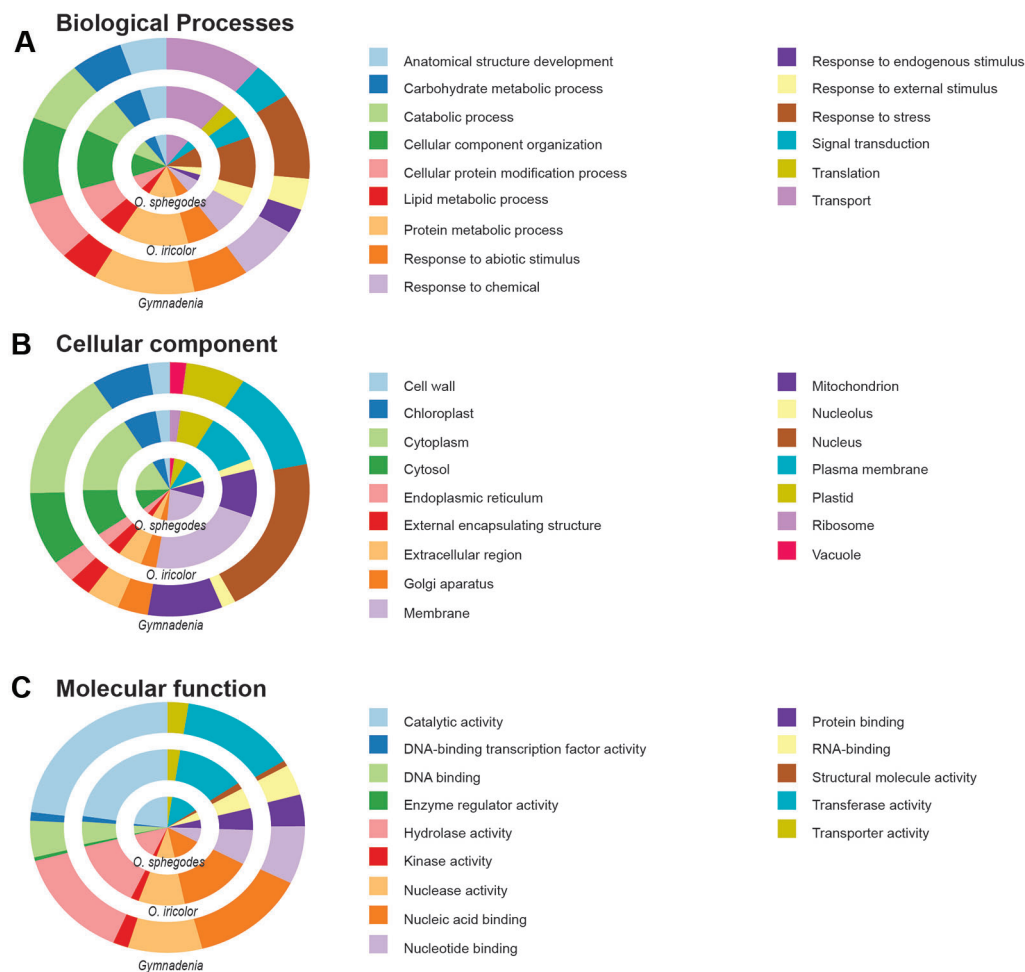 A
Biological Processes
O. sphegodes
O. iricolor
Gymnadenia
Anatomical structure development
Carbohydrate metabolic process
Catabolic process
Cellular component organization
Cellular protein modification process
Lipid metabolic process
Protein metabolic process
Response to abiotic stimulus
Response to chemical
Response to endogenous stimulus
Response to external stimulus
Response to stress
Signal transduction
Translation
Transport
B
Cellular component
O. sphegodes
O. iricolor
Gymnadenia
Cell wall
Chloroplast
Cytoplasm
Cytosol
Endoplasmic reticulum
External encapsulating structure
Extracellular region
Golgi aparatus
Membrane
Mitochondrion
Nucleolus
Nucleus
Plasma membrane
Plastid
Ribosome
Vacuole
C
Molecular function
O. sphegodes
O. iricolor
Gymnadenia
Catalytic activity
DNA-binding transcription factor activity
DNA binding
Enzyme regulator activity
Hydrolase activity
Kinase activity
Nuclease activity
Nucleic acid binding
Nucleotide binding
Protein binding
RNA-binding
Structural molecule activity
Transferase activity
Transporter activity